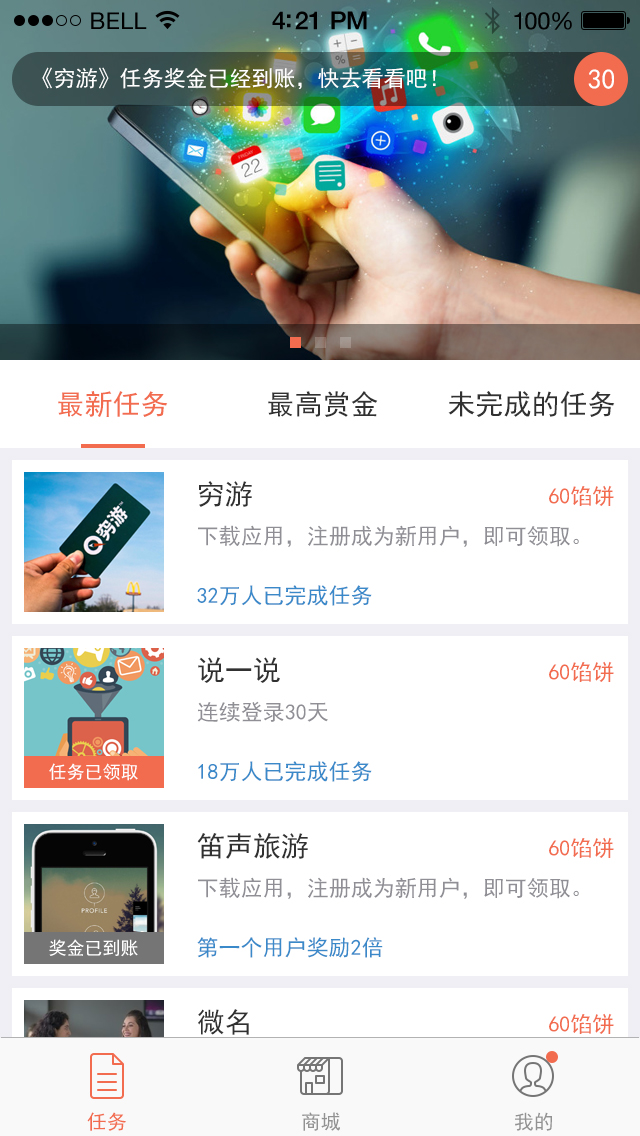 BELL 4:21 PM 100%
《穷游》任务奖金已经到账，快去看看吧！
30
22
最新任务 最高赏金 未完成的任务
穷游
穷游 60馅饼
下载应用，注册成为新用户，即可领取。
32万人已完成任务
说一说 60馅饼
连续登录30天
任务已领取
18万人已完成任务
笛声旅游 60馅饼
下载应用，注册成为新用户，即可领取。
PROFILE
奖金已到账
第一个用户奖励2倍
微名 60馅饼
任务 商城 我的